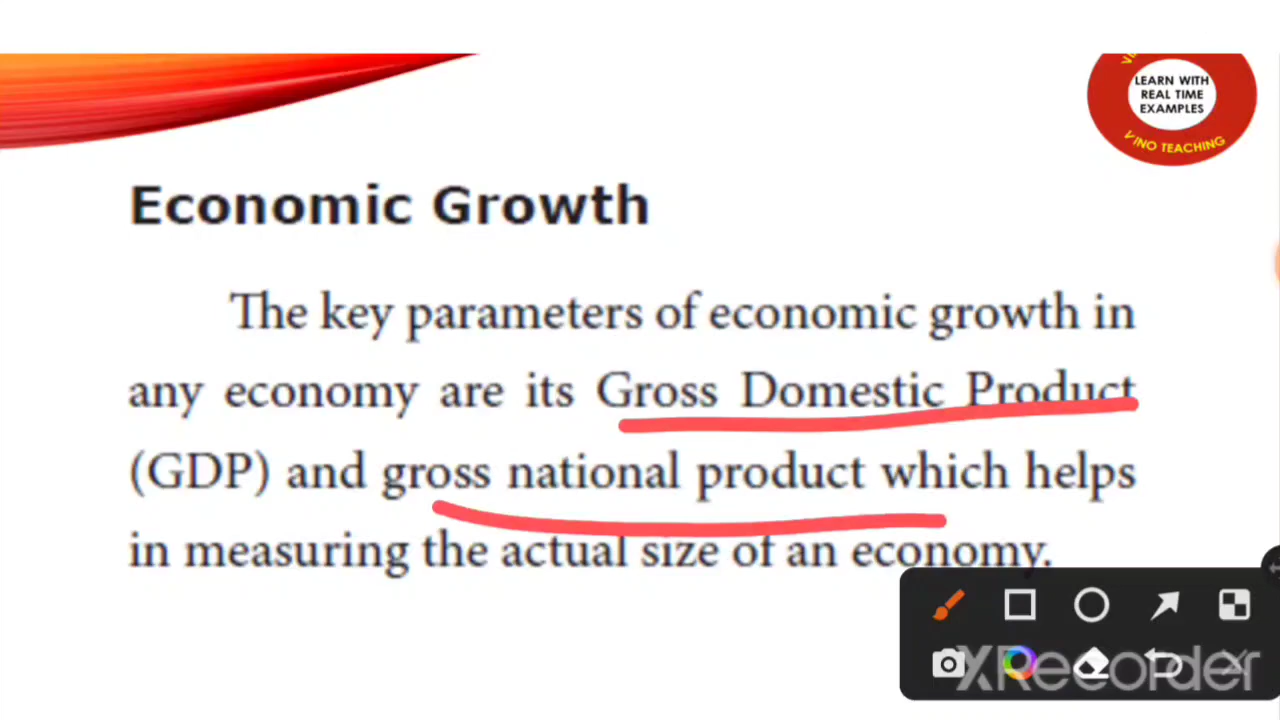 LEARN WITH
REAL TIME
EXAMPLES
VINO TEACHING
Economic Growth
The key parameters of economic growth in
any economy are its Gross Domestic Product
(GDP) and gross national product which helps
in measuring the actual size of an economy.
XRecorder